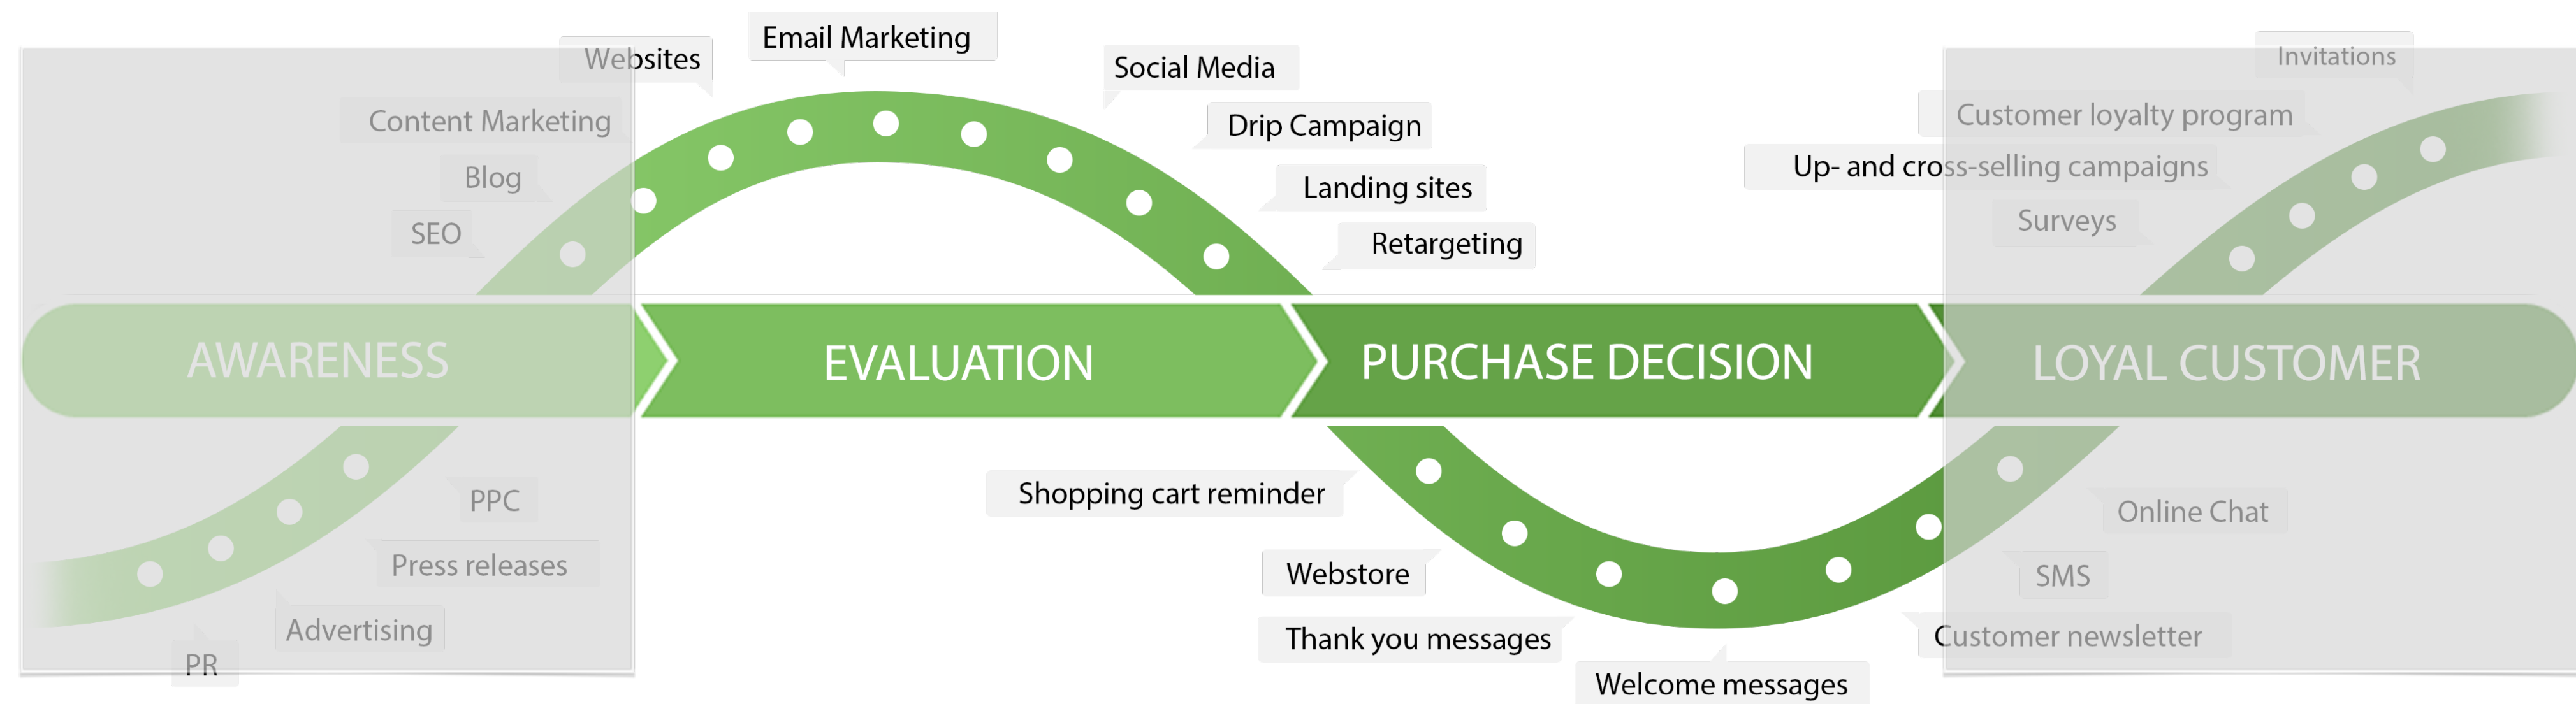 Websites
Email Marketing
Social Media
Invitations
Content Marketing
Drip Campaign
Customer loyalty program
Blog
Landing sites
Up- and cross-selling campaigns
SEO
Retargeting
Surveys
AWARENESS
EVALUATION
PURCHASE DECISION
LOYAL CUSTOMER
PPC
Shopping cart reminder
Online Chat
Press releases
Webstore
SMS
Advertising
Thank you messages
Customer newsletter
PR
Welcome messages